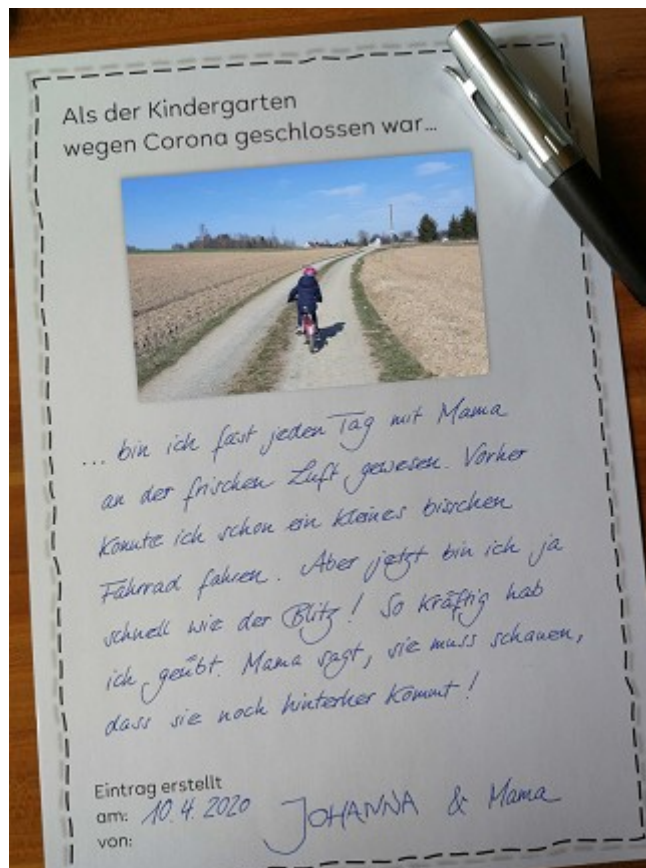 Als der Kindergarten
wegen Corona geschlossen war...
... bin ich fast jeden Tag mit Mama
an der frischen Luft gewesen. Vorher
konnte ich schon ein kleines bisschen
Fahrrad fahren. Aber jetzt bin ich ja
schnell wie der Blitz! So kräftig hab
ich geübt. Mama sagt, sie muss schauen,
dass sie noch hinterher kommt!
Eintrag erstellt
am: 10.4.2020
von: JOHANNA & Mama